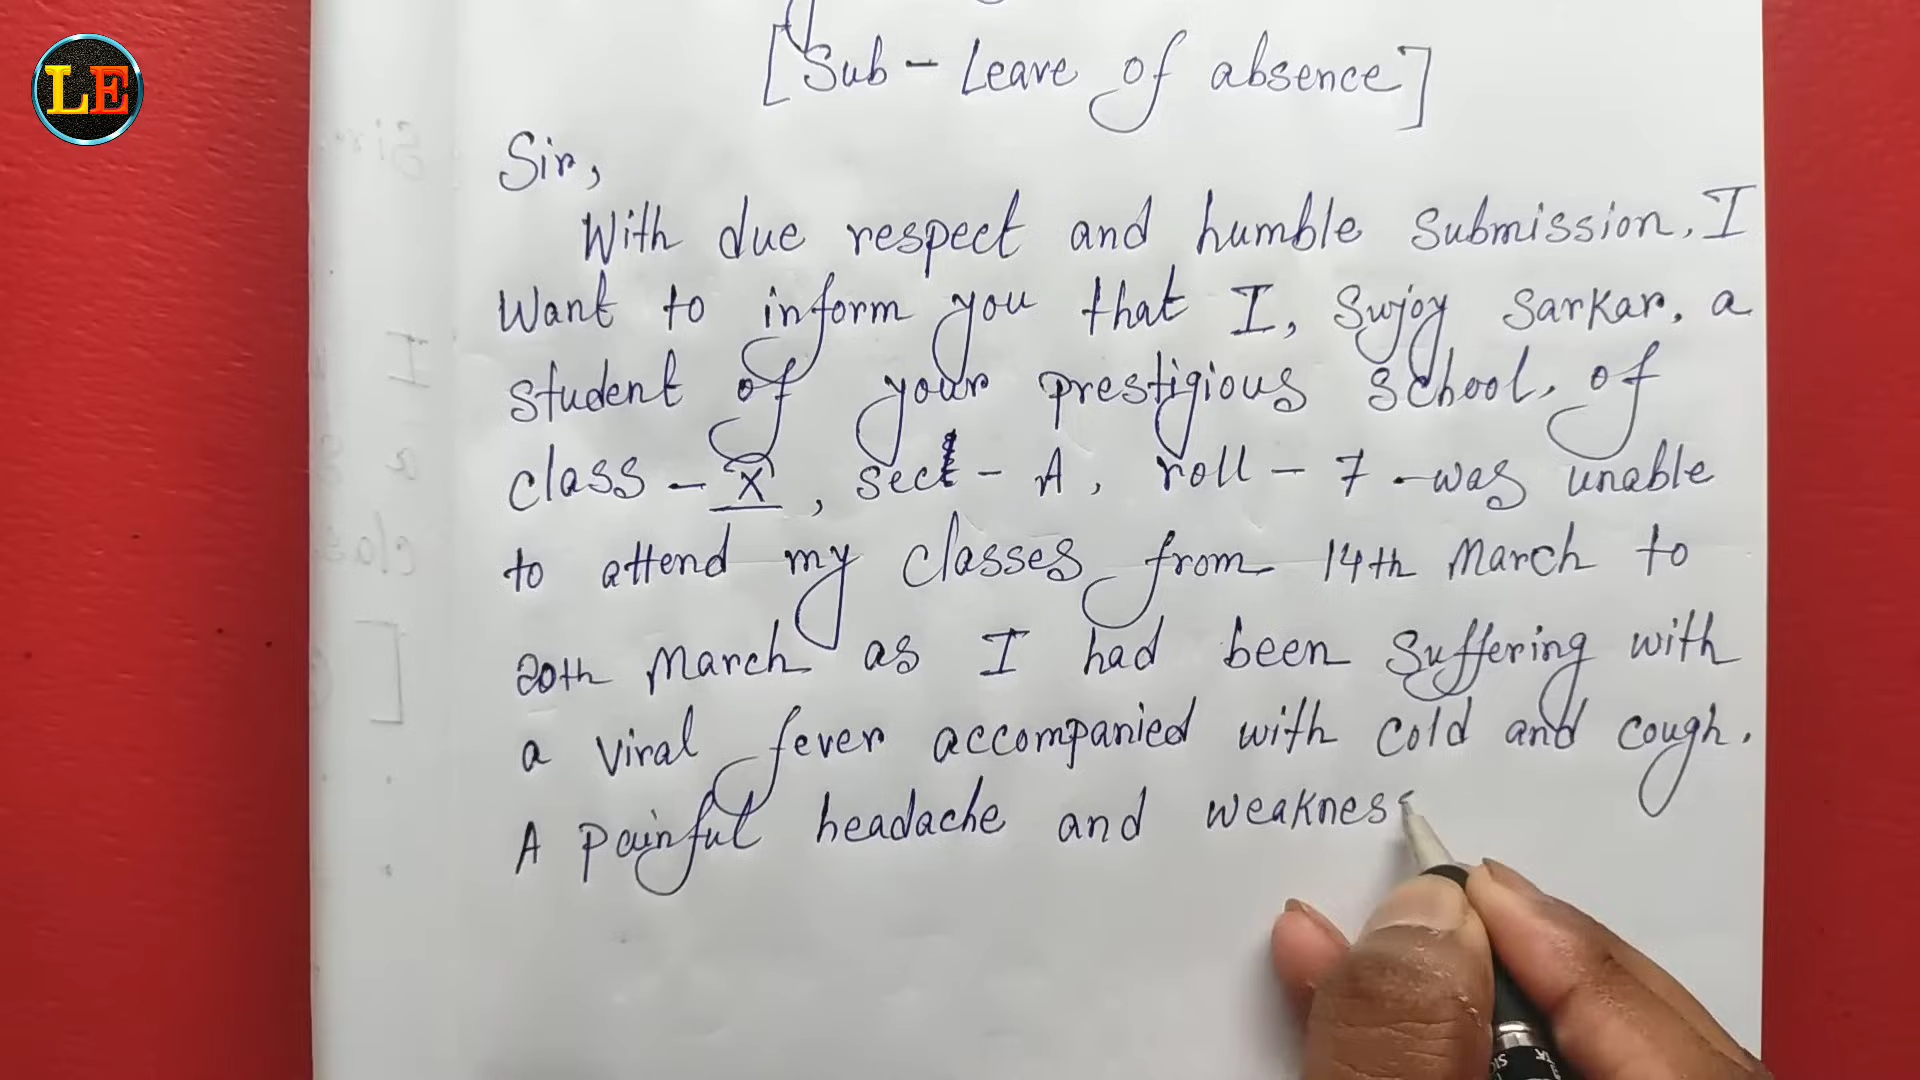 LE
[Sub - Leave of absence]
Sir,
With due respect and humble submission, I
want to inform you that I, Sujoy Sarkar, a
student of your prestigious school, of
class - X, sect - A, roll - 7 - was unable
to attend my classes from 14th March to
20th March as I had been suffering with
a viral fever accompanied with cold and cough.
A painful headache and weakness